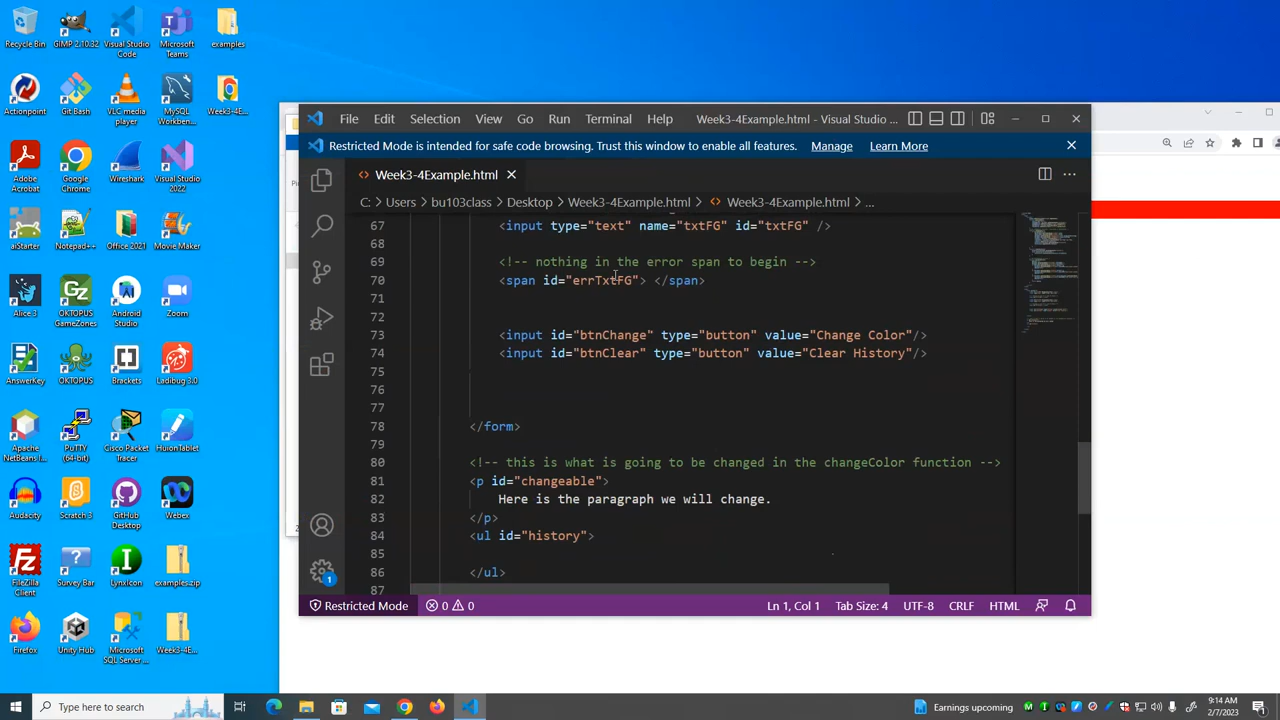 Recycle Bin
GIMP 2.10.32
Visual Studio Code
Microsoft Teams
examples
Actionpoint
Git Bash
VLC media player
MySQL Workben...
Week3-4E...
Adobe Acrobat
Google Chrome
Wireshark
Visual Studio 2022
aiStarter
Notepad++
Office 2021
Movie Maker
Alice 3
OKTOPUS GameZones
Android Studio
Zoom
AnswerKey
OKTOPUS
Brackets
Ladibug 3.0
Apache NetBeans I...
PuTTY (64-bit)
Cisco Packet Tracer
HuionTablet
Audacity
Scratch 3
GitHub Desktop
Webex
FileZilla Client
Survey Bar
LynxIcon
examples.zip
Firefox
Unity Hub
Microsoft SQL Server ...
Week3-4E...
File Edit Selection View Go Run Terminal Help Week3-4Example.html - Visual Studio ...
Restricted Mode is intended for safe code browsing. Trust this window to enable all features. Manage Learn More
Week3-4Example.html
C: > Users > bu103class > Desktop > Week3-4Example.html > Week3-4Example.html > ...
67 <input type="text" name="txtFG" id="txtFG" />
68
69 <!-- nothing in the error span to begin -->
70 <span id="errTxtFG"> </span>
71
72
73 <input id="btnChange" type="button" value="Change Color"/>
74 <input id="btnClear" type="button" value="Clear History"/>
75
76
77
78 </form>
79
80 <!-- this is what is going to be changed in the changeColor function -->
81 <p id="changeable">
82 Here is the paragraph we will change.
83 </p>
84 <ul id="history">
85
86 </ul>
87
1
Restricted Mode 0 0 Ln 1, Col 1 Tab Size: 4 UTF-8 CRLF HTML
Type here to search
Earnings upcoming
9:14 AM
2/7/2023
1